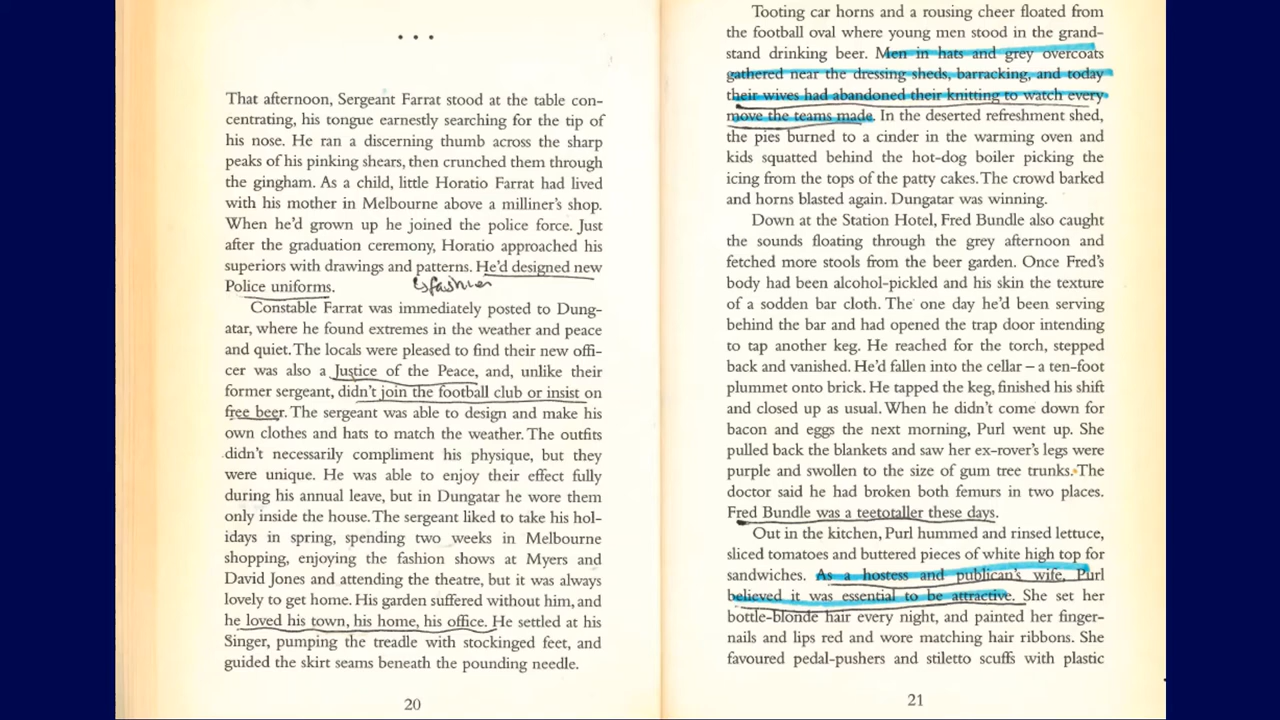 • • •
That afternoon, Sergeant Farrat stood at the table con-
centrating, his tongue earnestly searching for the tip of
his nose. He ran a discerning thumb across the sharp
peaks of his pinking shears, then crunched them through
the gingham. As a child, little Horatio Farrat had lived
with his mother in Melbourne above a milliner's shop.
When he'd grown up he joined the police force. Just
after the graduation ceremony, Horatio approached his
superiors with drawings and patterns. He'd designed new
Police uniforms.
fashion
Constable Farrat was immediately posted to Dung-
atar, where he found extremes in the weather and peace
and quiet. The locals were pleased to find their new offi-
cer was also a Justice of the Peace, and, unlike their
former sergeant, didn't join the football club or insist on
free beer. The sergeant was able to design and make his
own clothes and hats to match the weather. The outfits
didn't necessarily compliment his physique, but they
were unique. He was able to enjoy their effect fully
during his annual leave, but in Dungatar he wore them
only inside the house. The sergeant liked to take his hol-
idays in spring, spending two weeks in Melbourne
shopping, enjoying the fashion shows at Myers and
David Jones and attending the theatre, but it was always
lovely to get home. His garden suffered without him, and
he loved his town, his home, his office. He settled at his
Singer, pumping the treadle with stockinged feet, and
guided the skirt seams beneath the pounding needle.
20
Tooting car horns and a rousing cheer floated from
the football oval where young men stood in the grand-
stand drinking beer. Men in hats and grey overcoats
gathered near the dressing sheds, barracking, and today
their wives had abandoned their knitting to watch every
move the teams made. In the deserted refreshment shed,
the pies burned to a cinder in the warming oven and
kids squatted behind the hot-dog boiler picking the
icing from the tops of the patty cakes. The crowd barked
and horns blasted again. Dungatar was winning.
Down at the Station Hotel, Fred Bundle also caught
the sounds floating through the grey afternoon and
fetched more stools from the beer garden. Once Fred's
body had been alcohol-pickled and his skin the texture
of a sodden bar cloth. The one day he'd been serving
behind the bar and had opened the trap door intending
to tap another keg. He reached for the torch, stepped
back and vanished. He'd fallen into the cellar – a ten-foot
plummet onto brick. He tapped the keg, finished his shift
and closed up as usual. When he didn't come down for
bacon and eggs the next morning, Purl went up. She
pulled back the blankets and saw her ex-rover's legs were
purple and swollen to the size of gum tree trunks. The
doctor said he had broken both femurs in two places.
Fred Bundle was a teetotaller these days.
Out in the kitchen, Purl hummed and rinsed lettuce,
sliced tomatoes and buttered pieces of white high top for
sandwiches. As a hostess and publican's wife, Purl
believed it was essential to be attractive. She set her
bottle-blonde hair every night, and painted her finger-
nails and lips red and wore matching hair ribbons. She
favoured pedal-pushers and stiletto scuffs with plastic
21